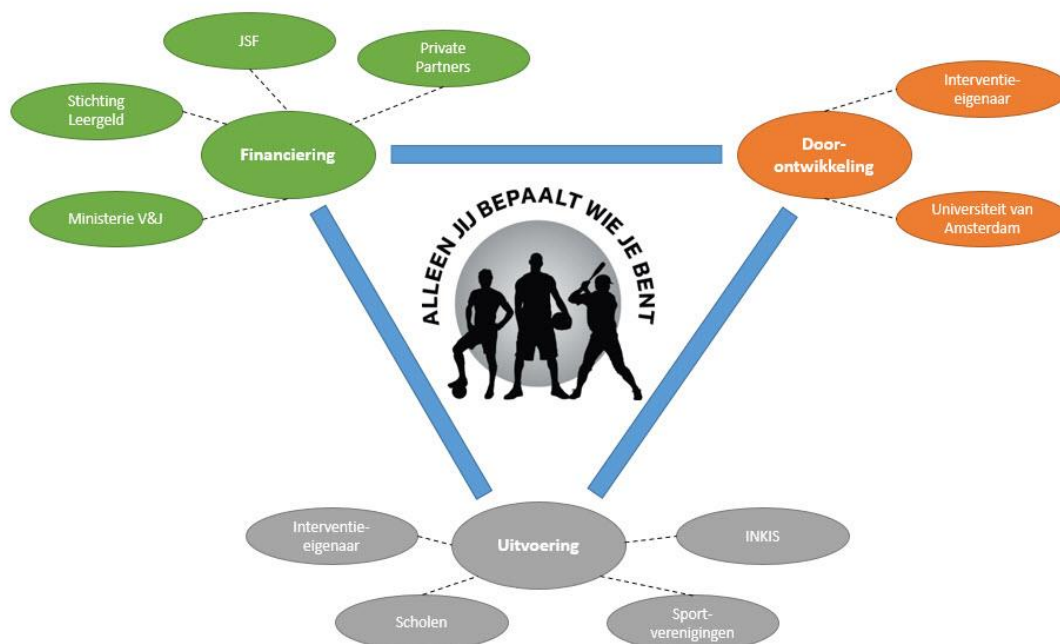 JSF
Private
Partners
Stichting
Leergeld
Financiering
Ministerie V&J
Interventie-
eigenaar
Door-
ontwikkeling
Universiteit van
Amsterdam
ALLEEN JIJ BEPAALT WIE JE BENT
Interventie-
eigenaar
Uitvoering
INKIS
Scholen
Sport-
verenigingen